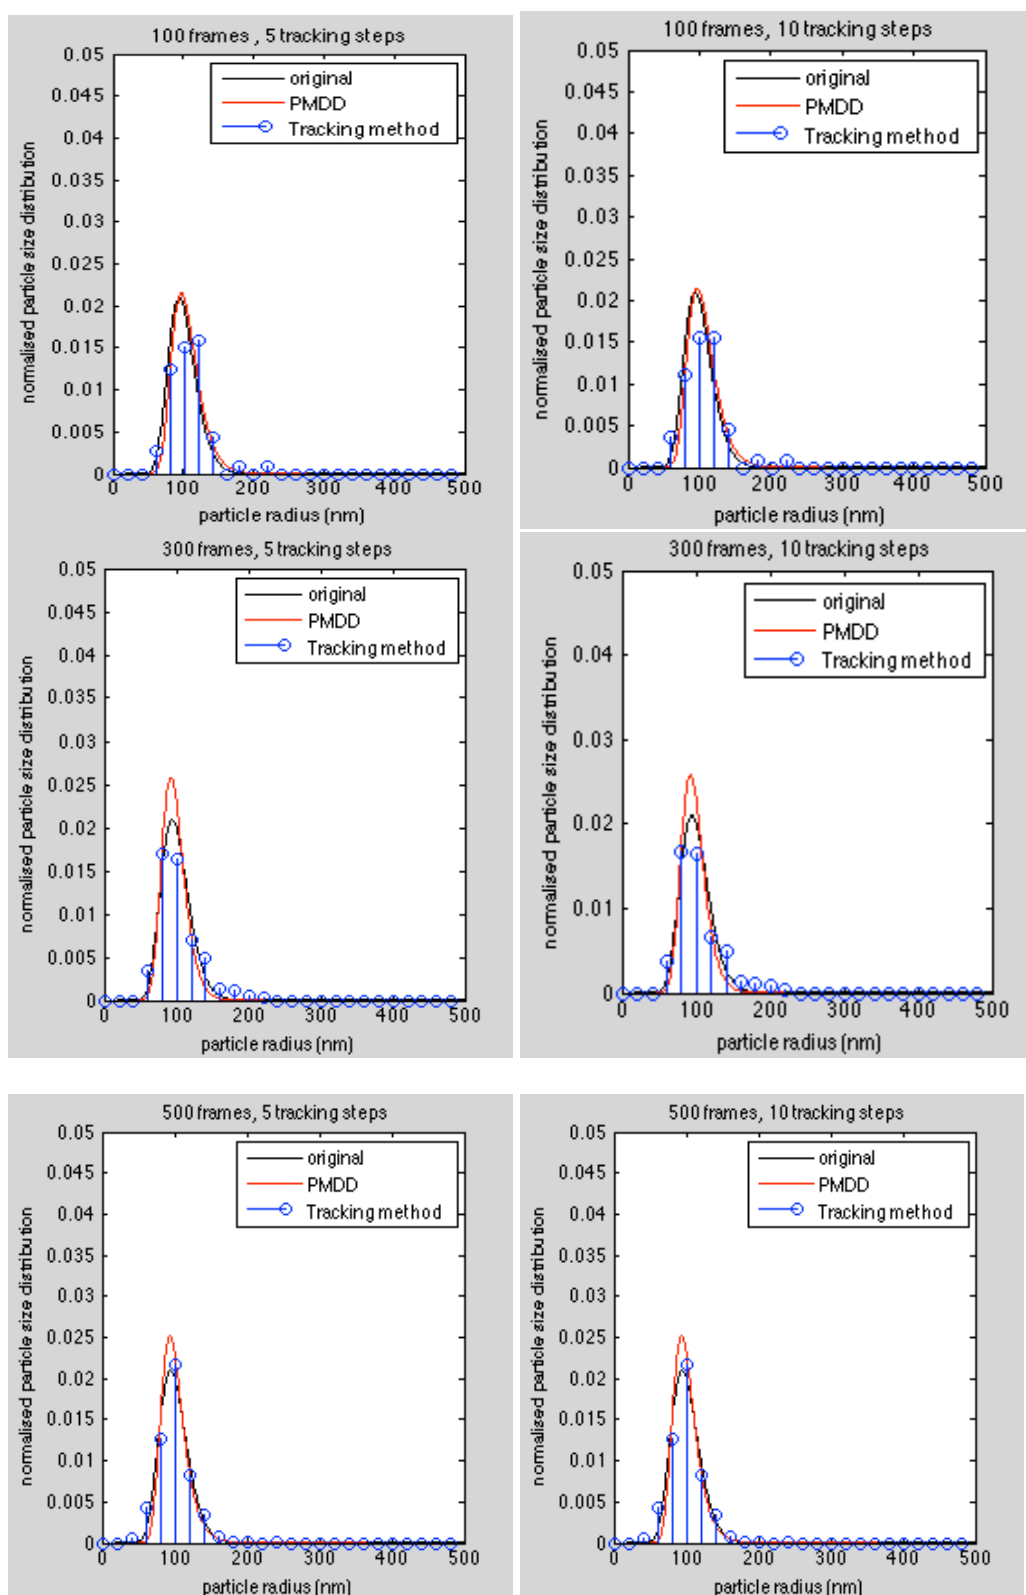 100 frames , 5 tracking steps
original
PMDD
Tracking method
0.05
0.045
0.04
0.035
0.03
0.025
0.02
0.015
0.01
0.005
0
0 100 200 300 400 500
normalised particle size distribution
particle radius (nm)
100 frames, 10 tracking steps
original
PMDD
Tracking method
0.05
0.045
0.04
0.035
0.03
0.025
0.02
0.015
0.01
0.005
0
0 100 200 300 400 500
normalised particle size distribution
particle radius (nm)
300 frames, 5 tracking steps
original
PMDD
Tracking method
0.05
0.045
0.04
0.035
0.03
0.025
0.02
0.015
0.01
0.005
0
0 100 200 300 400 500
normalised particle size distribution
particle radius (nm)
300 frames, 10 tracking steps
original
PMDD
Tracking method
0.05
0.045
0.04
0.035
0.03
0.025
0.02
0.015
0.01
0.005
0
0 100 200 300 400 500
normalised particle size distribution
particle radius (nm)
500 frames, 5 tracking steps
original
PMDD
Tracking method
0.05
0.045
0.04
0.035
0.03
0.025
0.02
0.015
0.01
0.005
0
0 100 200 300 400 500
normalised particle size distribution
particle radius (nm)
500 frames, 10 tracking steps
original
PMDD
Tracking method
0.05
0.045
0.04
0.035
0.03
0.025
0.02
0.015
0.01
0.005
0
0 100 200 300 400 500
normalised particle size distribution
particle radius (nm)